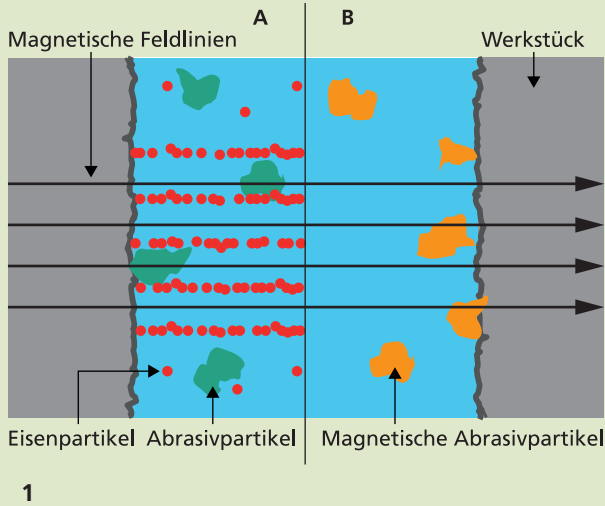 A
B
Magnetische Feldlinien
Werkstück
Eisenpartikel
Abrasivpartikel
Magnetische Abrasivpartikel
1